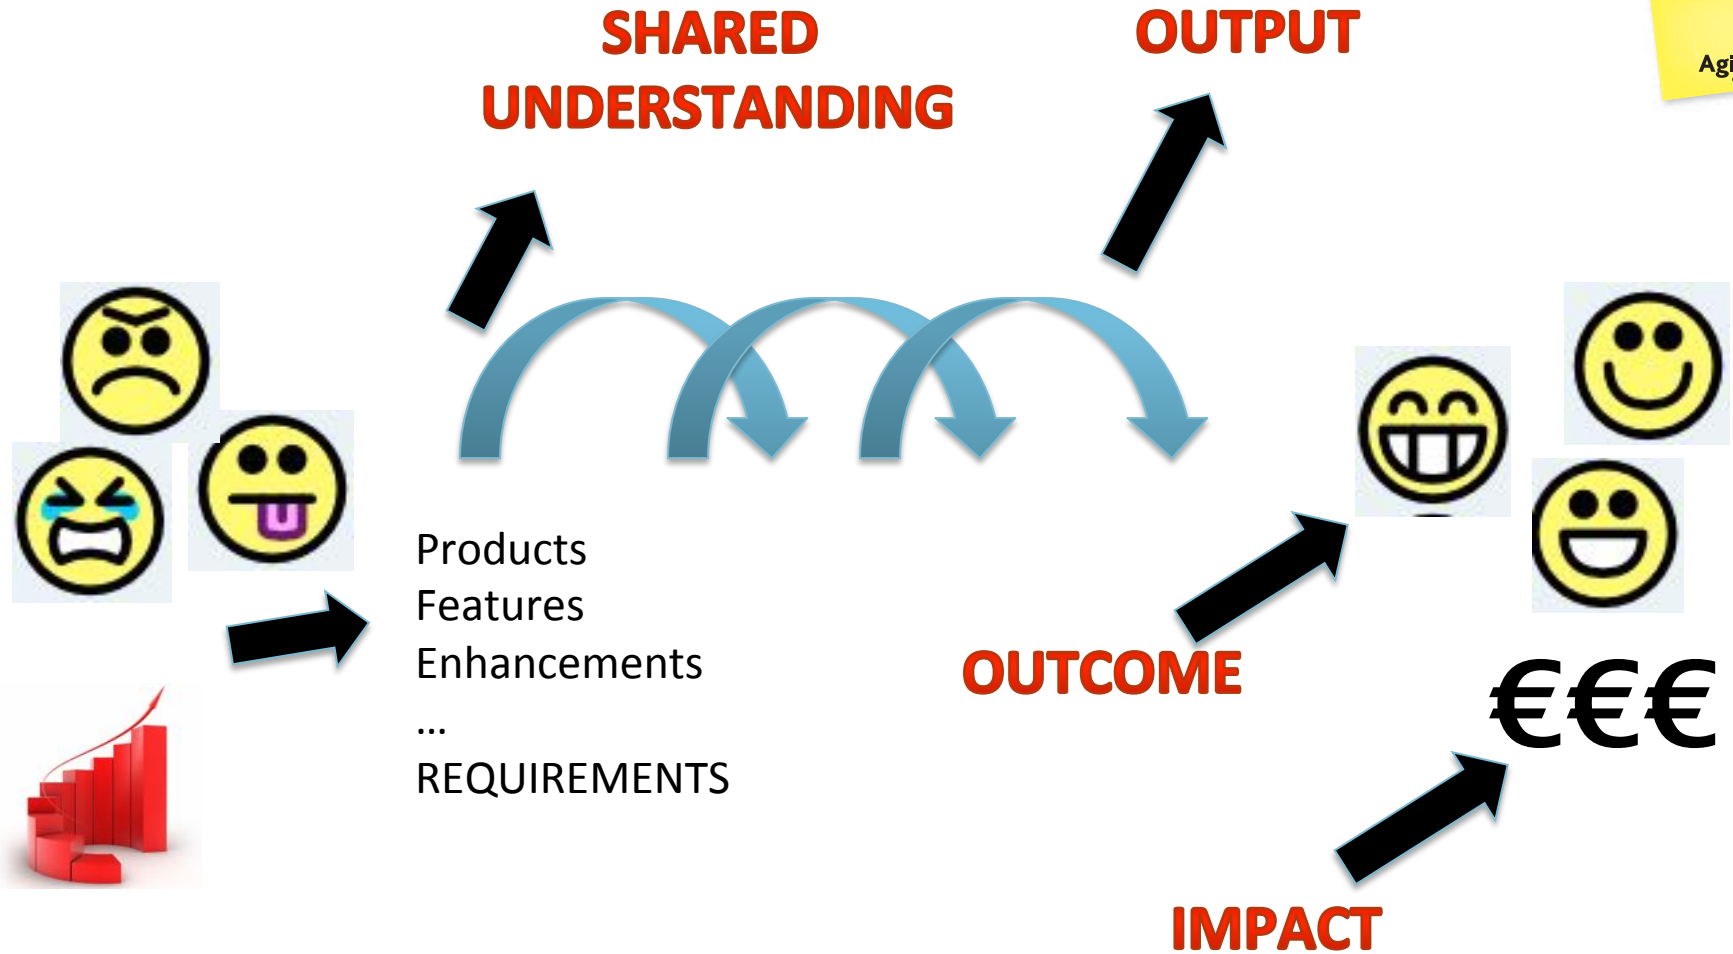 SHARED
UNDERSTANDING
OUTPUT
Products
Features
Enhancements
...
REQUIREMENTS
OUTCOME
€€€
IMPACT